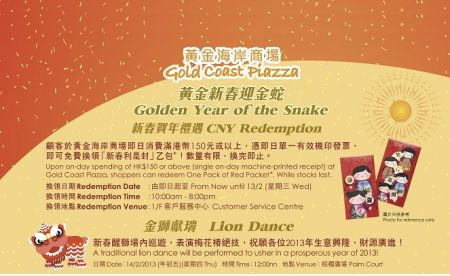 黃金海岸商場
Gold Coast Piazza
黃金新春迎金蛇
Golden Year of the Snake
新春賀年禮遇 CNY Redemption
顧客於黃金海岸商場即日消費滿港幣150元或以上，憑即日單一有效機印發票，
即可免費換領「新春利是封」乙包*！數量有限，換完即止。
Upon on-day spending of HK$150 or above (single on-day machine-printed receipt) at
Gold Coast Piazza, shoppers can redeem One Pack of Red Packet*. While stocks last.
換領日期 Redemption Date : 由即日起至 From Now until 13/2 (星期三 Wed)
換領時間 Redemption Time : 10:00am - 8:00pm
換領地點 Redemption Venue : 1/F 客戶服務中心 Customer Service Centre
圖片只供參考
Photo for reference only
金獅獻瑞 Lion Dance
新春醒獅場內巡遊，表演梅花樁絕技，祝願各位2013年生意興隆，財源廣進！
A traditional lion dance will be performed to usher in a prosperous year of 2013!
日期 Date : 14/2/2013 (年初五)(星期四 Thu) 時間 Time : 12:00nn 地點 Venue : 棕櫚廣場 Palm Court